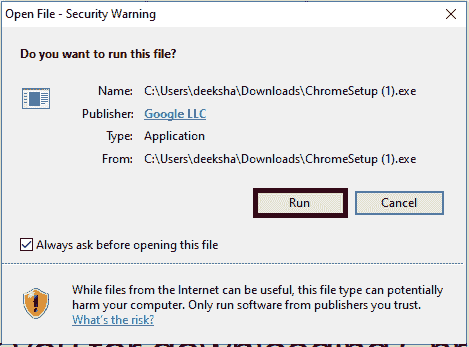 Open File - Security Warning
Do you want to run this file?
Name: C:\Users\deeksha\Downloads\ChromeSetup (1).exe
Publisher: Google LLC
Type: Application
From: C:\Users\deeksha\Downloads\ChromeSetup (1).exe
Run Cancel
Always ask before opening this file
While files from the Internet can be useful, this file type can potentially
harm your computer. Only run software from publishers you trust.
What's the risk?